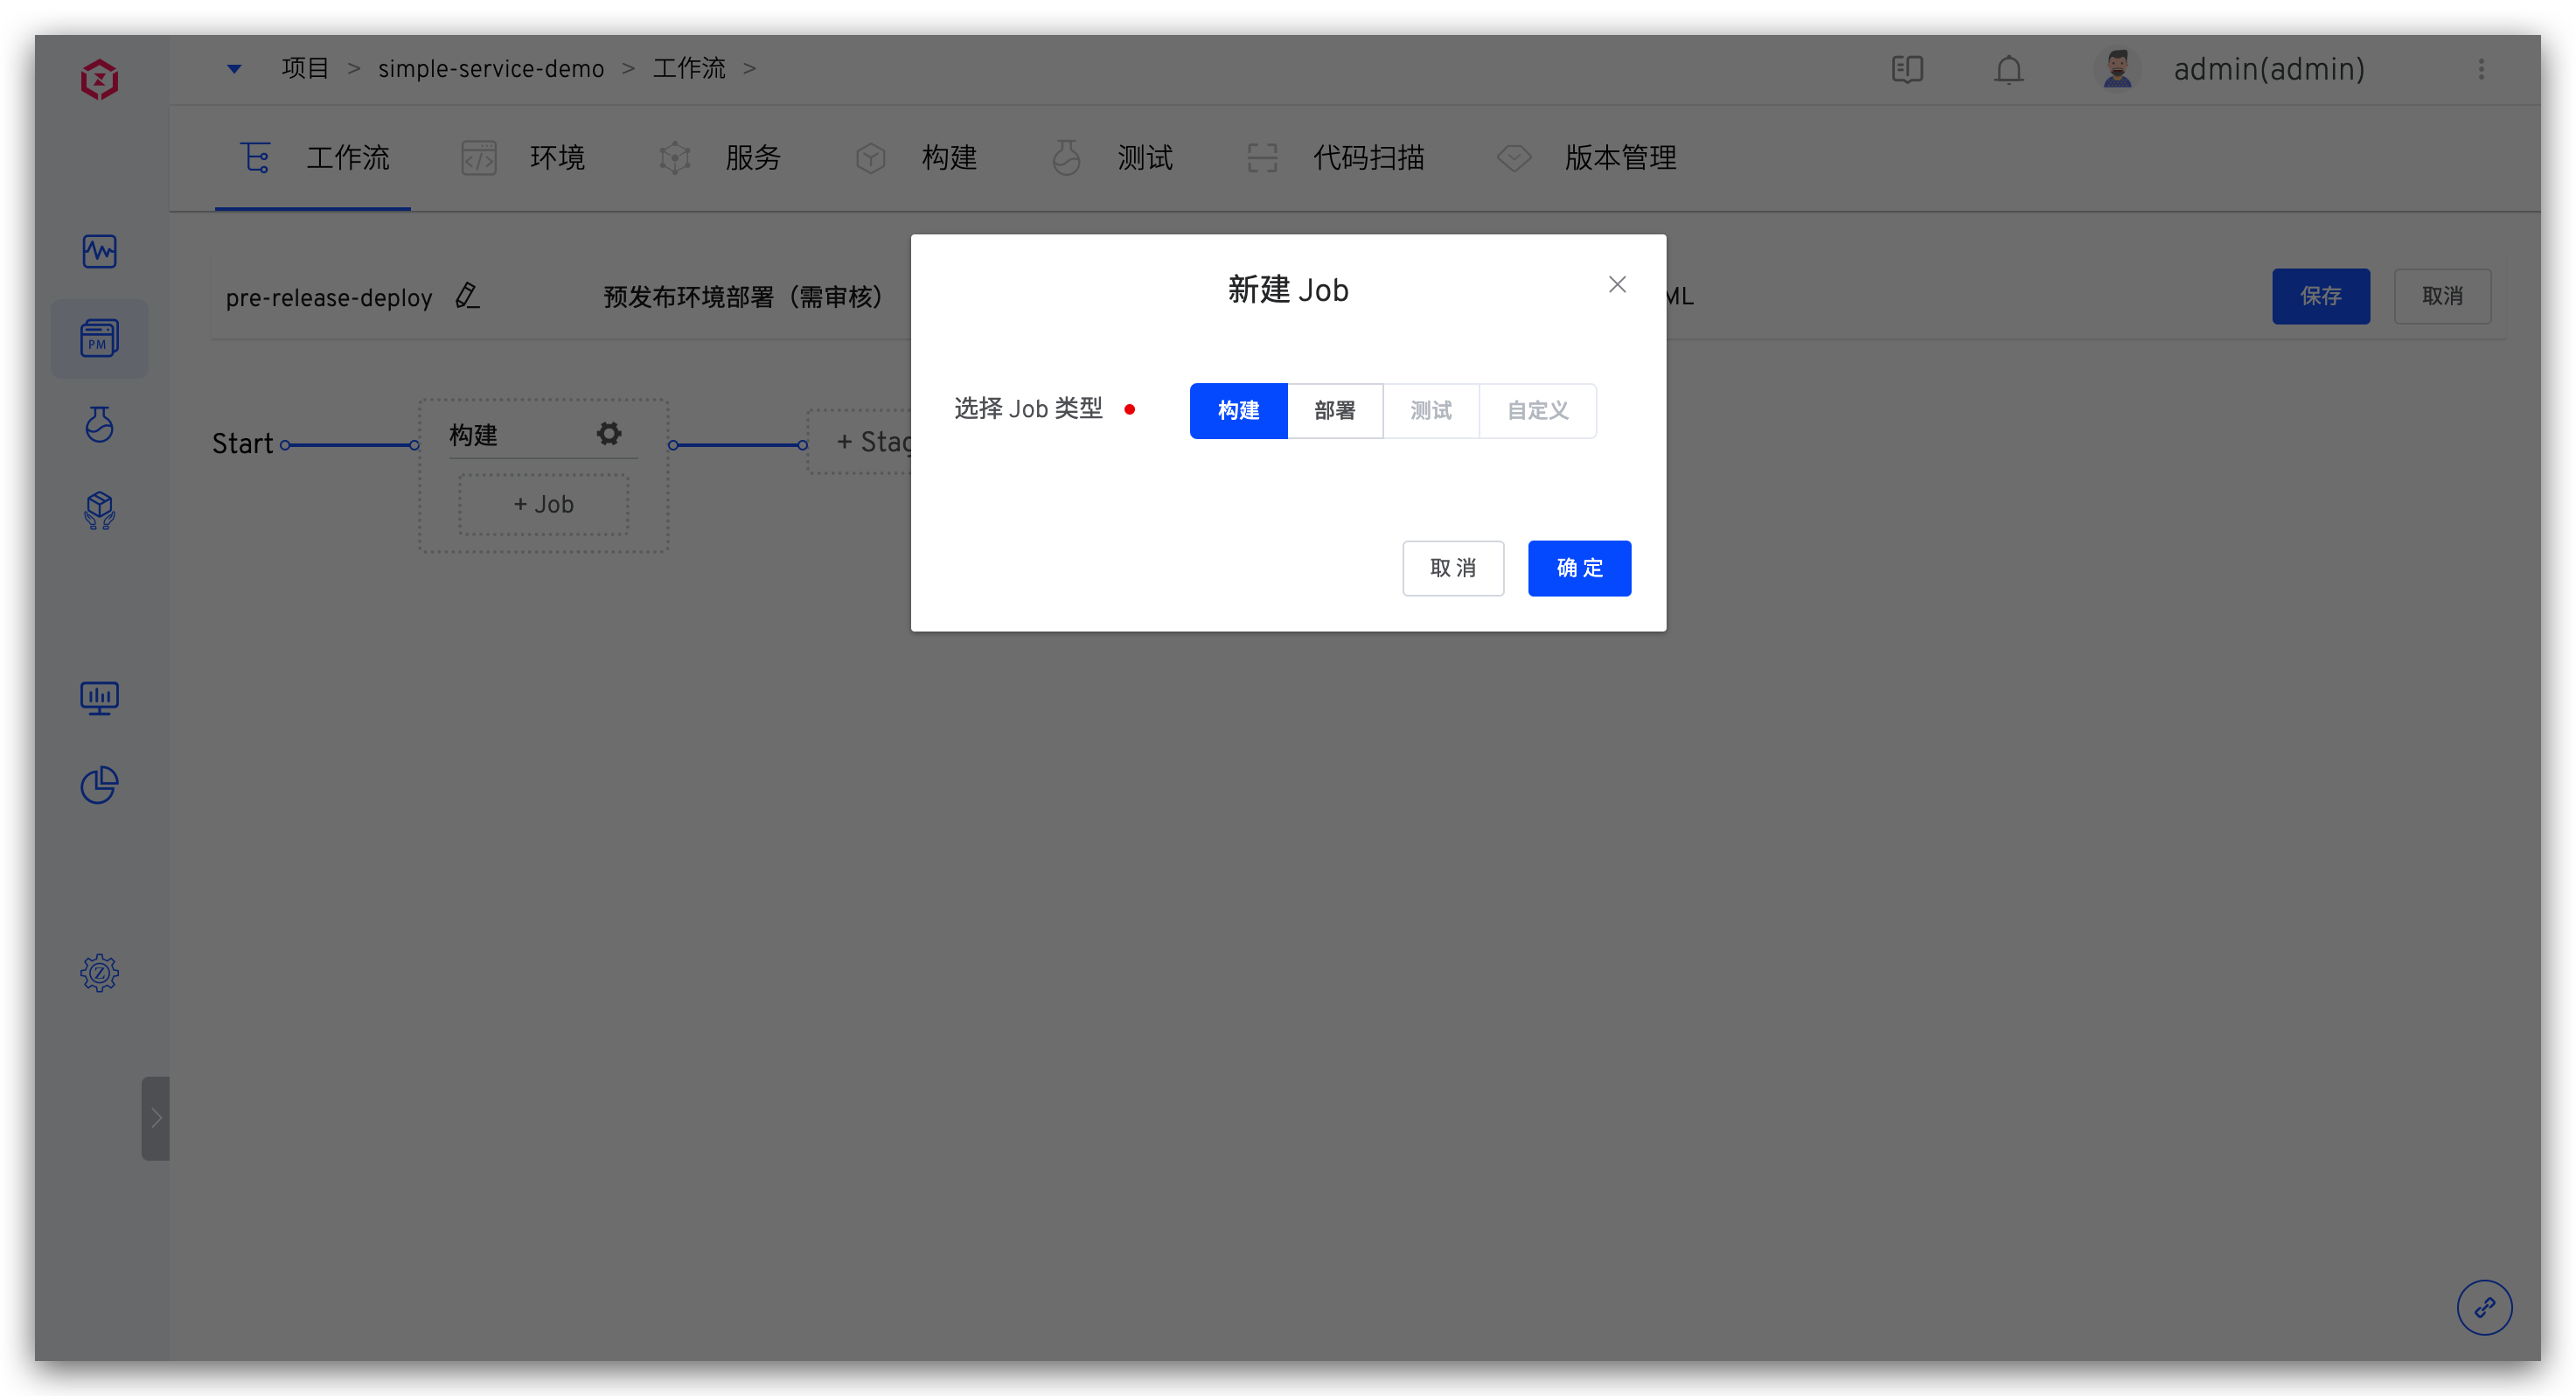 项目 > simple-service-demo > 工作流 >
admin(admin)
工作流 环境 服务 构建 测试 代码扫描 版本管理
pre-release-deploy 预发布环境部署（需审核）
保存 取消
新建 Job
选择 Job 类型 构建 部署 测试 自定义
取消 确定
Start 构建
+ Job
PM